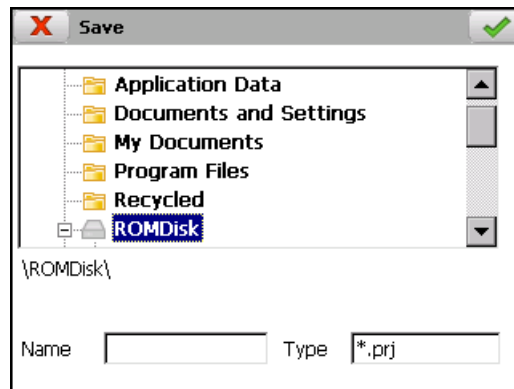 Save
Application Data
Documents and Settings
My Documents
Program Files
Recycled
ROMDisk
\ROMDisk\
Name Type *.prj